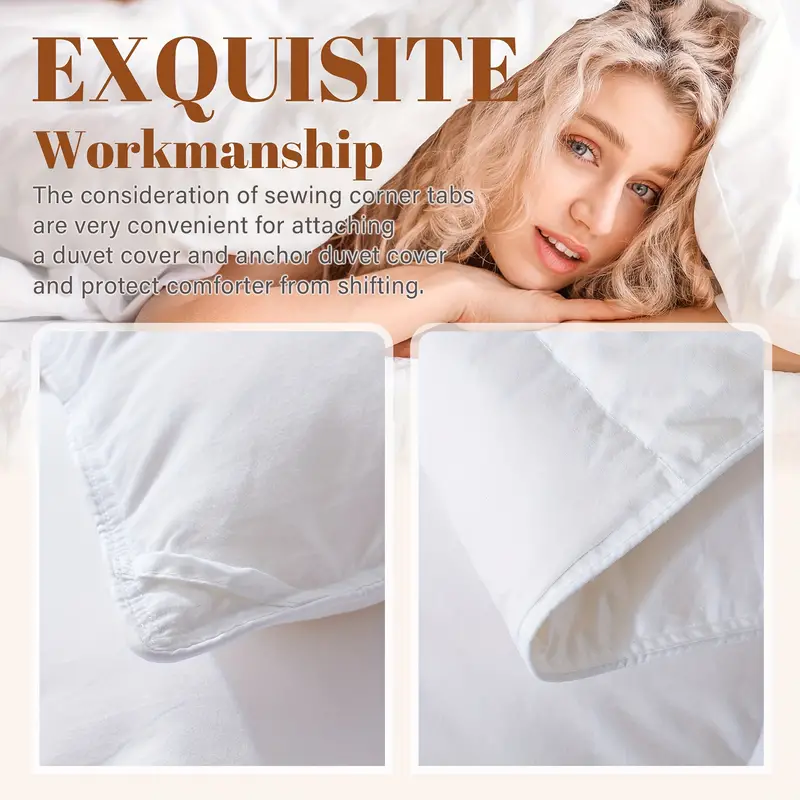 EXQUISITE
Workmanship
The consideration of sewing corner tabs
are very convenient for attaching
a duvet cover and anchor duvet cover
and protect comforter from shifting.